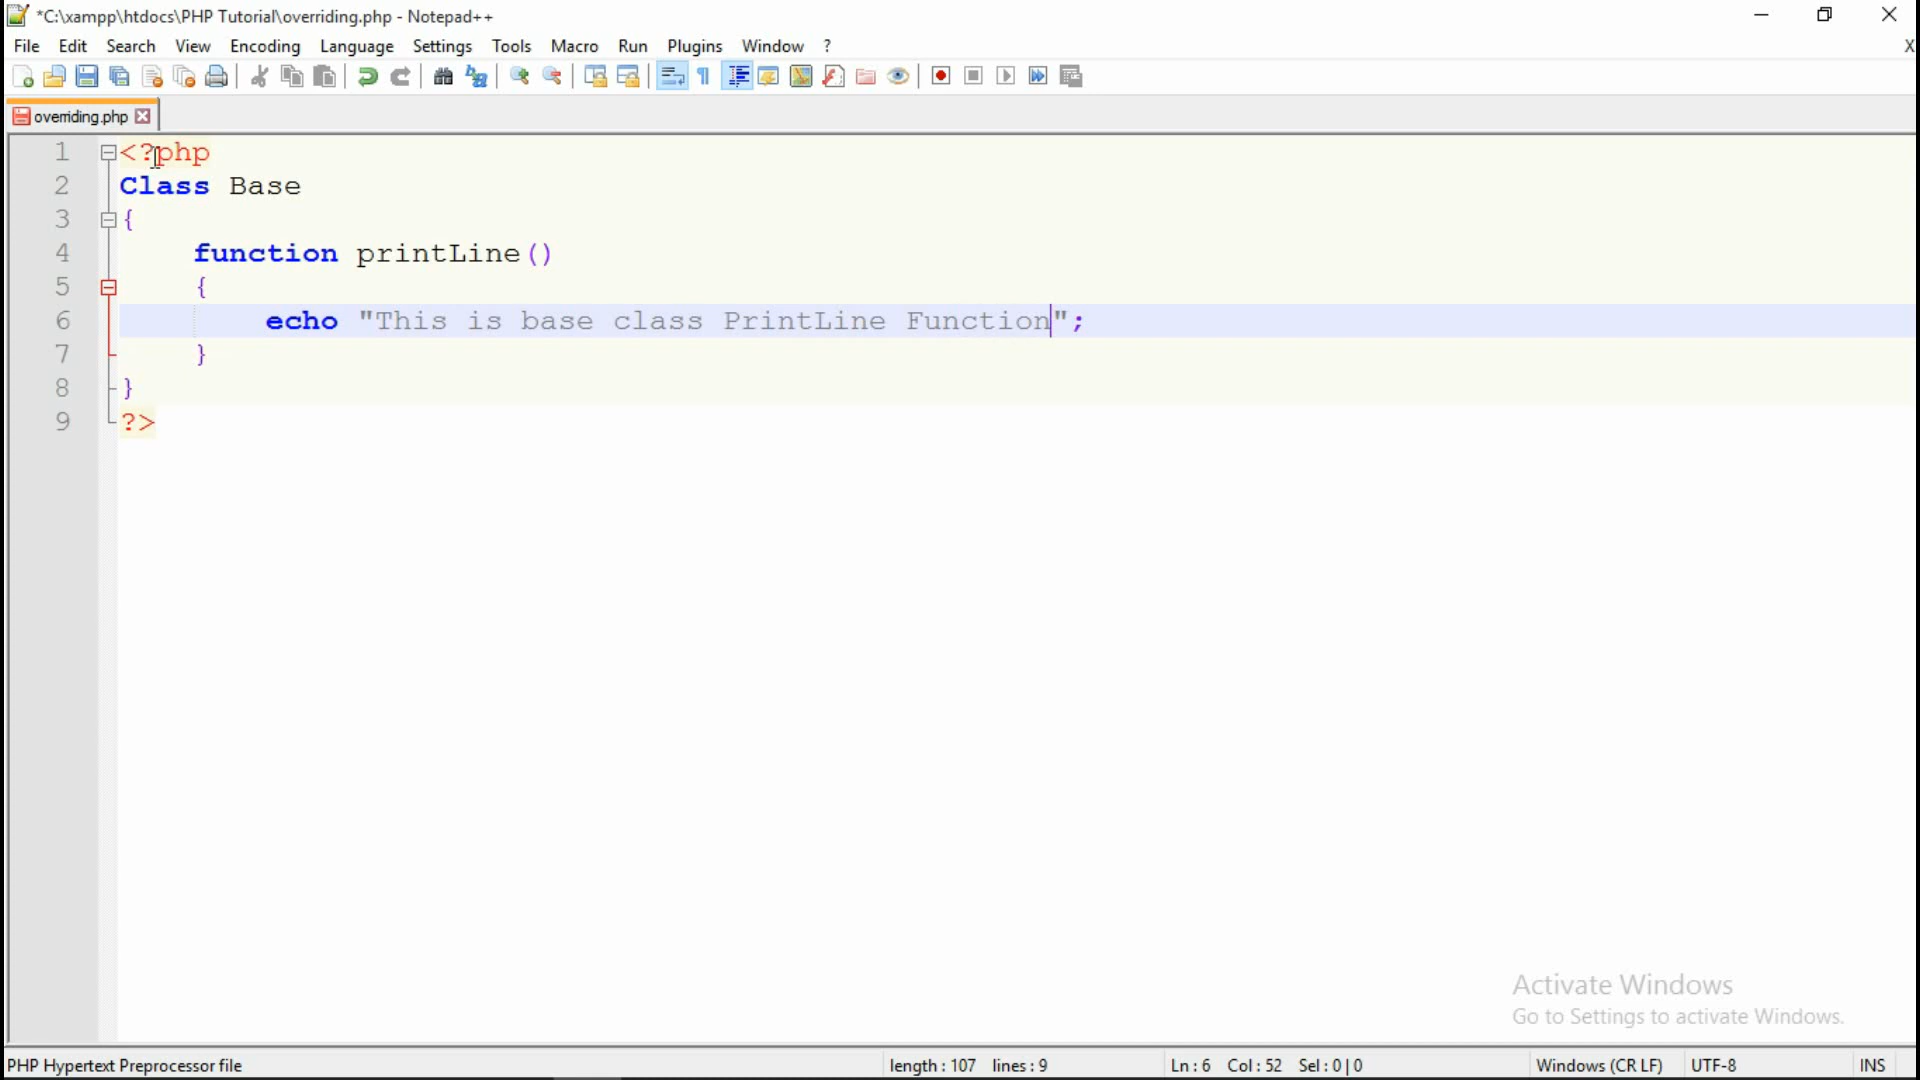 *C:\xampp\htdocs\PHP Tutorial\overriding.php - Notepad++
File Edit Search View Encoding Language Settings Tools Macro Run Plugins Window ? X
overriding.php
1 <?php
2 Class Base
3 {
4 function printLine()
5 {
6 echo "This is base class PrintLine Function";
7 }
8 }
9 ?>
Activate Windows
Go to Settings to activate Windows.
PHP Hypertext Preprocessor file length : 107 lines : 9 Ln : 6 Col : 52 Sel : 0 | 0 Windows (CR LF) UTF-8 INS